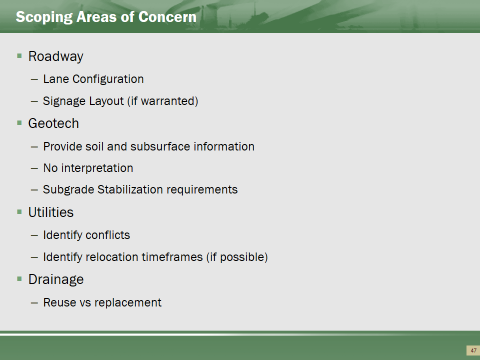 Scoping Areas of Concern
▪ Roadway
– Lane Configuration
– Signage Layout (if warranted)
▪ Geotech
– Provide soil and subsurface information
– No interpretation
– Subgrade Stabilization requirements
▪ Utilities
– Identify conflicts
– Identify relocation timeframes (if possible)
▪ Drainage
– Reuse vs replacement
47